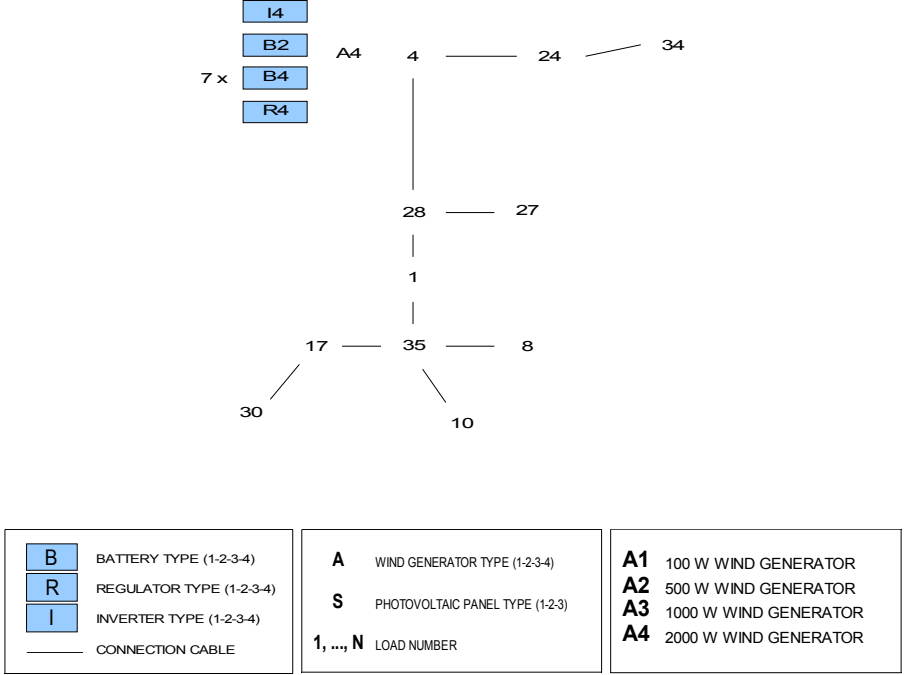 I4
B2
A4 4 24 34
7 x B4
R4
28 27
1
17 35 8
30
10
B BATTERY TYPE (1-2-3-4)
R REGULATOR TYPE (1-2-3-4)
I INVERTER TYPE (1-2-3-4)
CONNECTION CABLE
A WIND GENERATOR TYPE (1-2-3-4)
S PHOTOVOLTAIC PANEL TYPE (1-2-3)
1, ..., N LOAD NUMBER
A1 100 W WIND GENERATOR
A2 500 W WIND GENERATOR
A3 1000 W WIND GENERATOR
A4 2000 W WIND GENERATOR